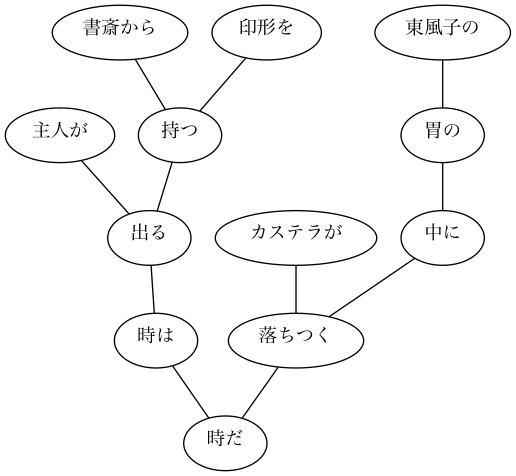 書斎から 印形を 東風子の
主人が 持つ 胃の
出る カステラが 中に
時は 落ちつく
時だ